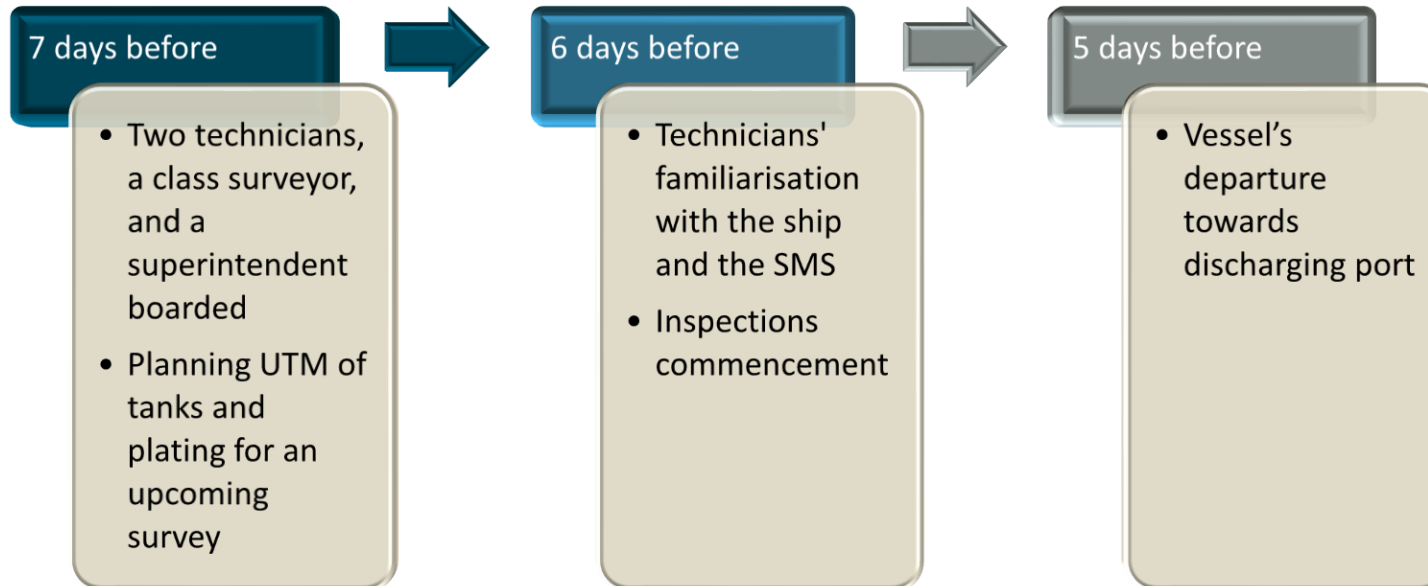 7 days before
• Two technicians,
a class surveyor,
and a
superintendent
boarded
• Planning UTM of
tanks and
plating for an
upcoming
survey
6 days before
• Technicians'
familiarisation
with the ship
and the SMS
• Inspections
commencement
5 days before
• Vessel’s
departure
towards
discharging port